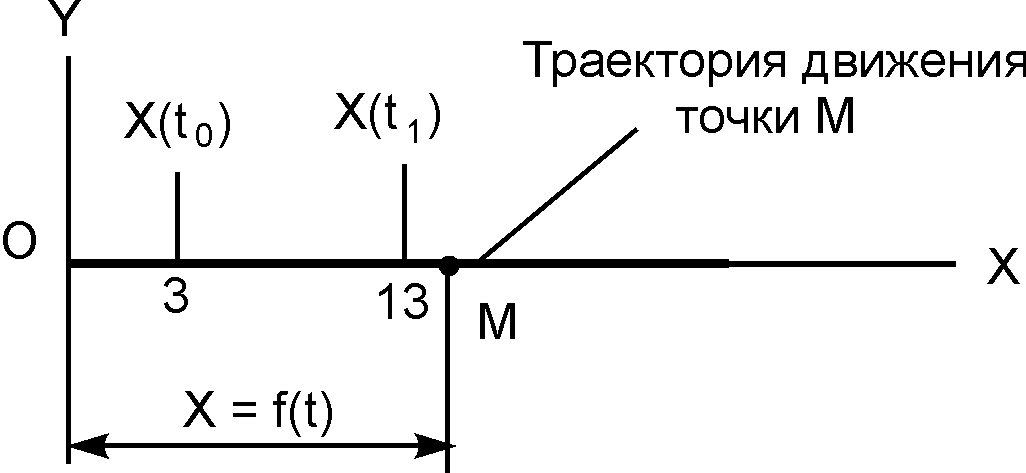 Y
Траектория движения
точки М
X(t₀)
X(t₁)
O
X
3
13
M
X = f(t)